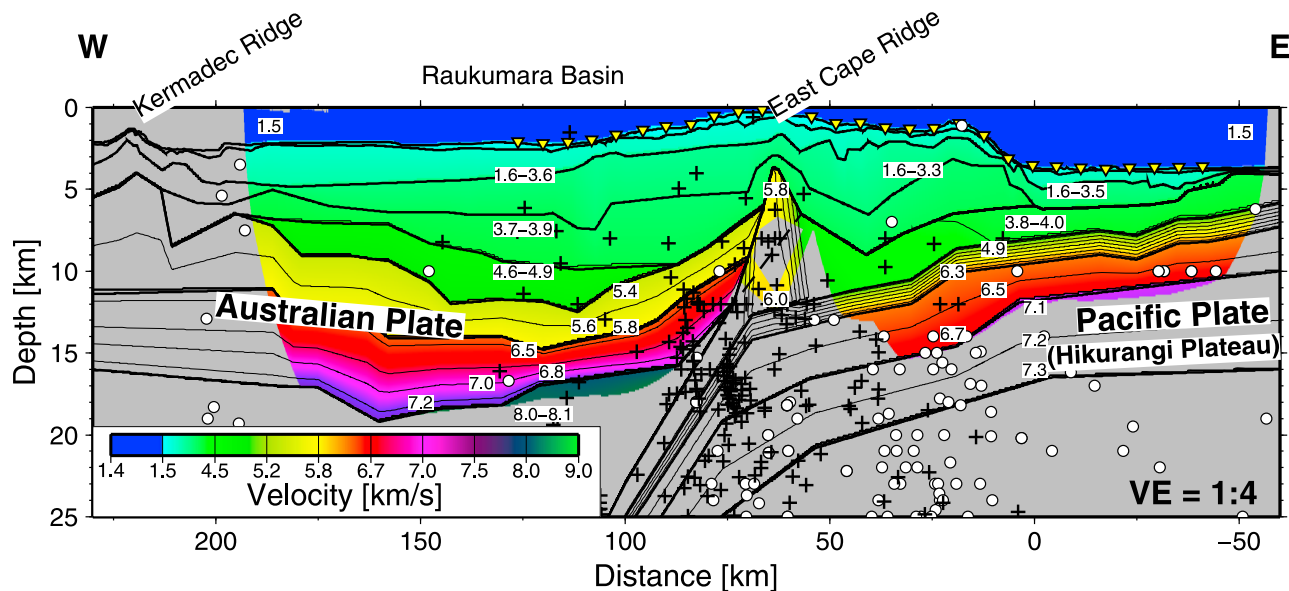 W
Kermadec Ridge
Raukumara Basin
East Cape Ridge
E
0
5
10
15
20
25
Depth [km]
1.5
1.5
1.6–3.6
1.6–3.3
1.6–3.5
5.8
3.7–3.9
3.8–4.0
4.6–4.9
4.9
5.4
6.3
6.0
6.5
5.6
5.8
7.1
Australian Plate
Pacific Plate
(Hikurangi Plateau)
6.5
6.7
7.2
6.8
7.0
7.3
7.2
8.0–8.1
1.4 1.5 4.5 5.2 5.8 6.7 7.0 7.5 8.0 9.0
Velocity [km/s]
VE = 1:4
200 150 100 50 0 −50
Distance [km]